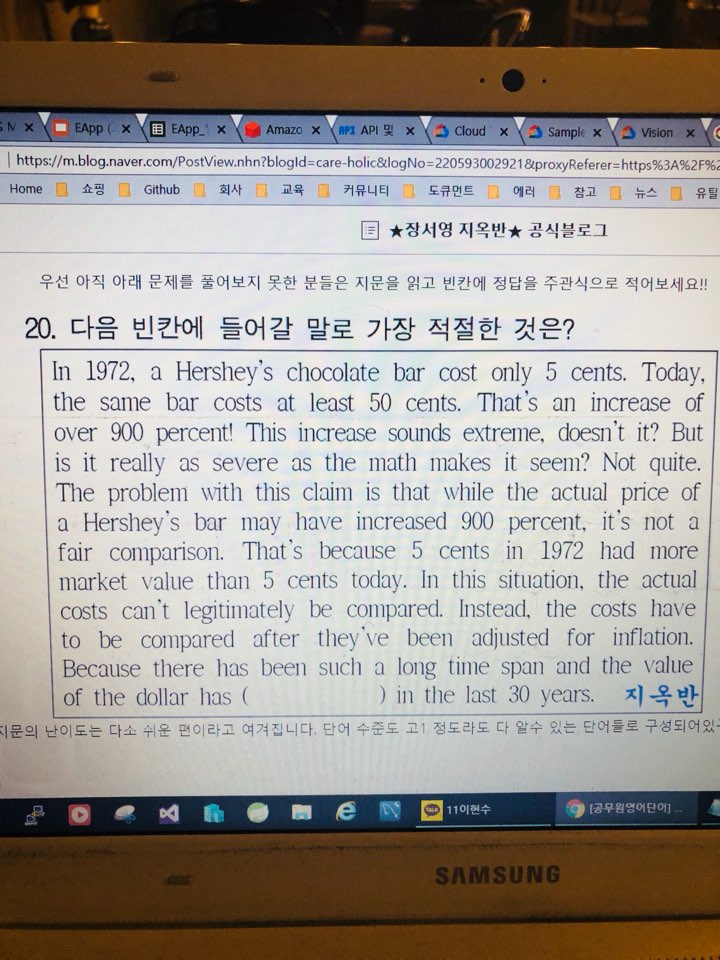 EApp (
EApp_
Amazo
API 및
Cloud
Sample
Vision
https://m.blog.naver.com/PostView.nhn?blogId=care-holic&logNo=220593002921&proxyReferer=https%3A%2F%2
Home 쇼핑 Github 회사 교육 커뮤니티 도큐먼트 에러 참고 뉴스 유틸
★장서영 지옥반★ 공식블로그
우선 아직 아래 문제를 풀어보지 못한 분들은 지문을 읽고 빈칸에 정답을 주관식으로 적어보세요!!
20. 다음 빈칸에 들어갈 말로 가장 적절한 것은?
In 1972, a Hershey's chocolate bar cost only 5 cents. Today,
the same bar costs at least 50 cents. That's an increase of
over 900 percent! This increase sounds extreme, doesn't it? But
is it really as severe as the math makes it seem? Not quite.
The problem with this claim is that while the actual price of
a Hershey's bar may have increased 900 percent, it's not a
fair comparison. That's because 5 cents in 1972 had more
market value than 5 cents today. In this situation, the actual
costs can't legitimately be compared. Instead, the costs have
to be compared after they've been adjusted for inflation.
Because there has been such a long time span and the value
of the dollar has ( ) in the last 30 years. 지옥반
지문의 난이도는 다소 쉬운 편이라고 여겨집니다. 단어 수준도 고1 정도라도 다 알수 있는 단어들로 구성되어있
TALK 11이현수 [공무원영어단어] ...
SAMSUNG